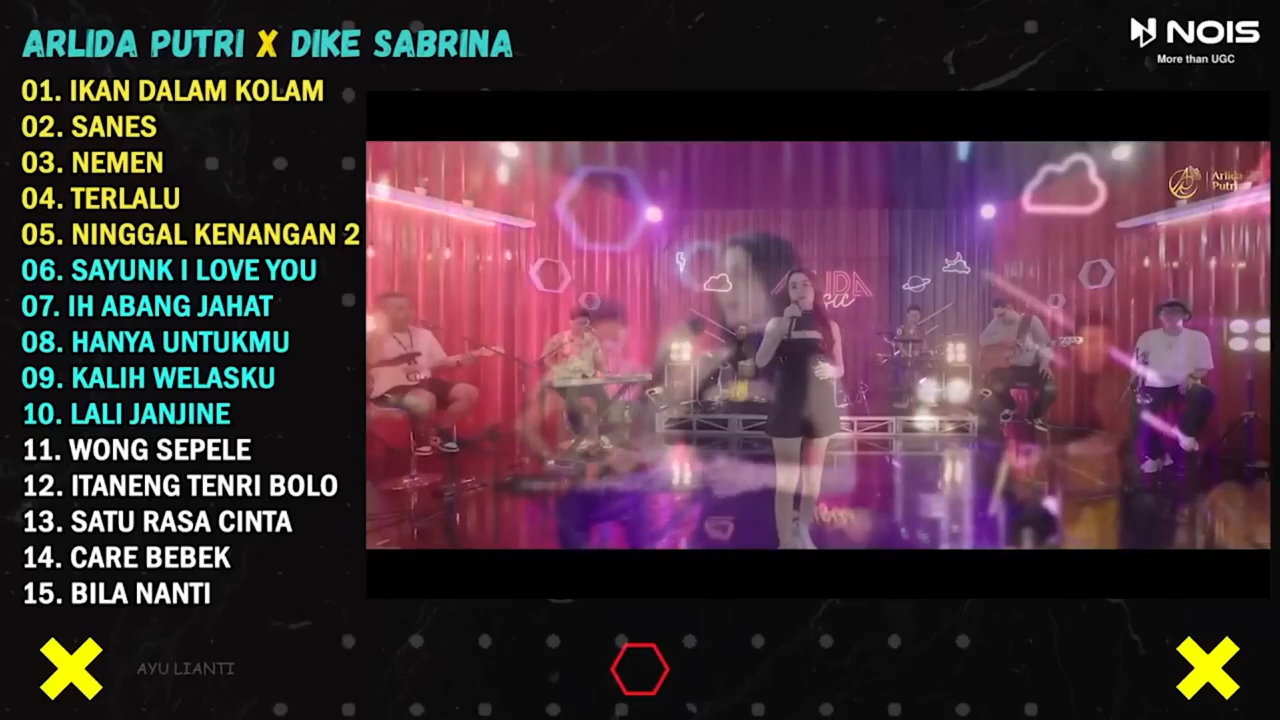 ARLIDA PUTRI X DIKE SABRINA
01. IKAN DALAM KOLAM
02. SANES
03. NEMEN
04. TERLALU
05. NINGGAL KENANGAN 2
06. SAYUNK I LOVE YOU
07. IH ABANG JAHAT
08. HANYA UNTUKMU
09. KALIH WELASKU
10. LALI JANJINE
11. WONG SEPELE
12. ITANENG TENRI BOLO
13. SATU RASA CINTA
14. CARE BEBEK
15. BILA NANTI
NOIS
More than UGC
Arlida
Putri
AYU LIANTI